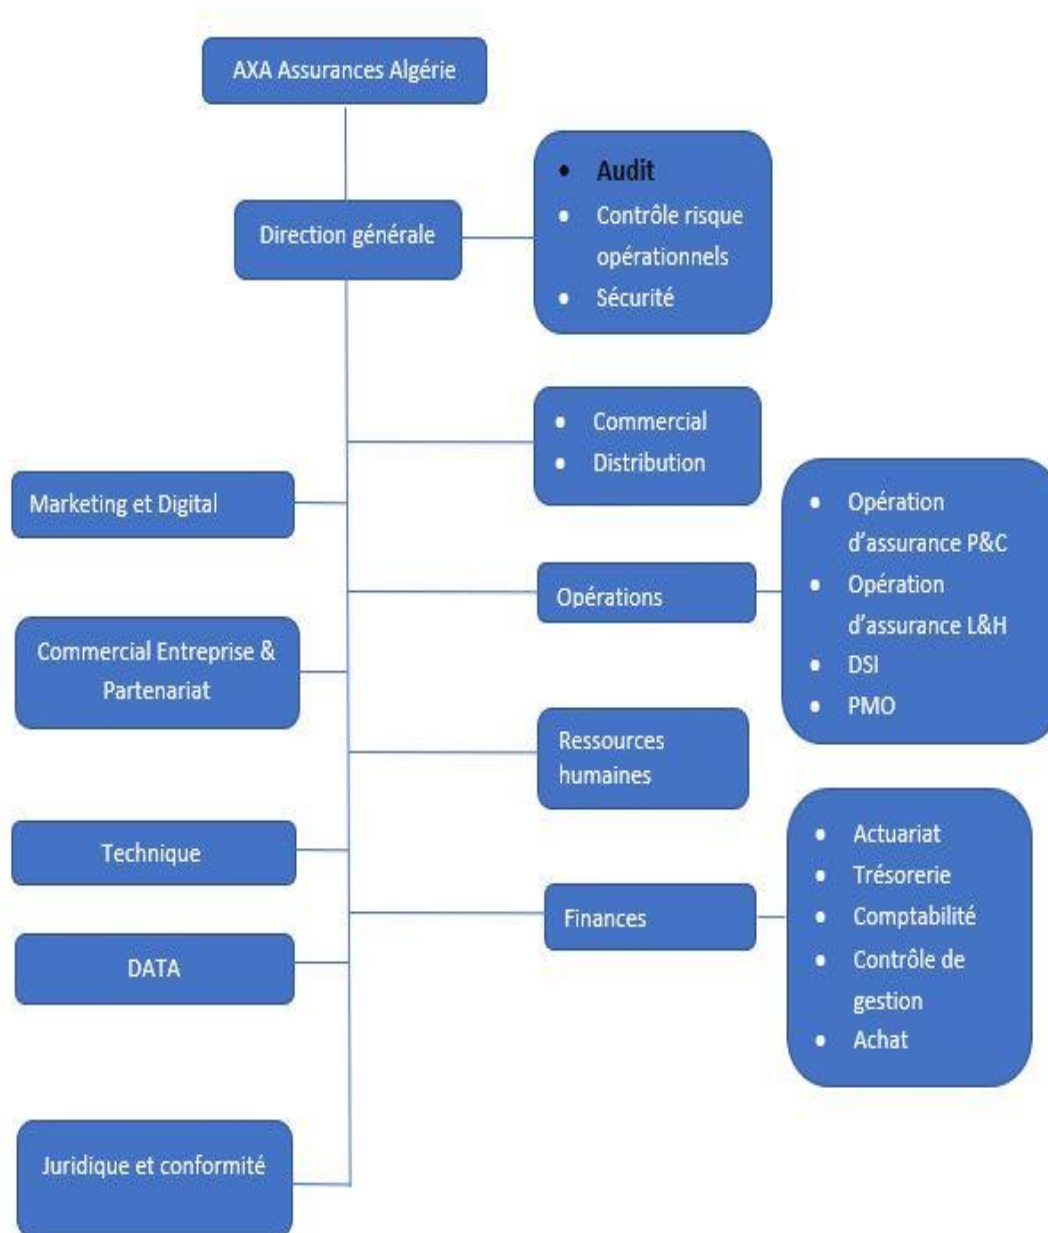 AXA Assurances Algérie
Direction générale
• Audit
• Contrôle risque
opérationnels
• Sécurité
• Commercial
• Distribution
Marketing et Digital
Opérations
• Opération
d'assurance P&C
• Opération
d'assurance L&H
• DSI
• PMO
Commercial Entreprise &
Partenariat
Ressources
humaines
Technique
Finances
• Actuariat
• Trésorerie
• Comptabilité
• Contrôle de
gestion
• Achat
DATA
Juridique et conformité